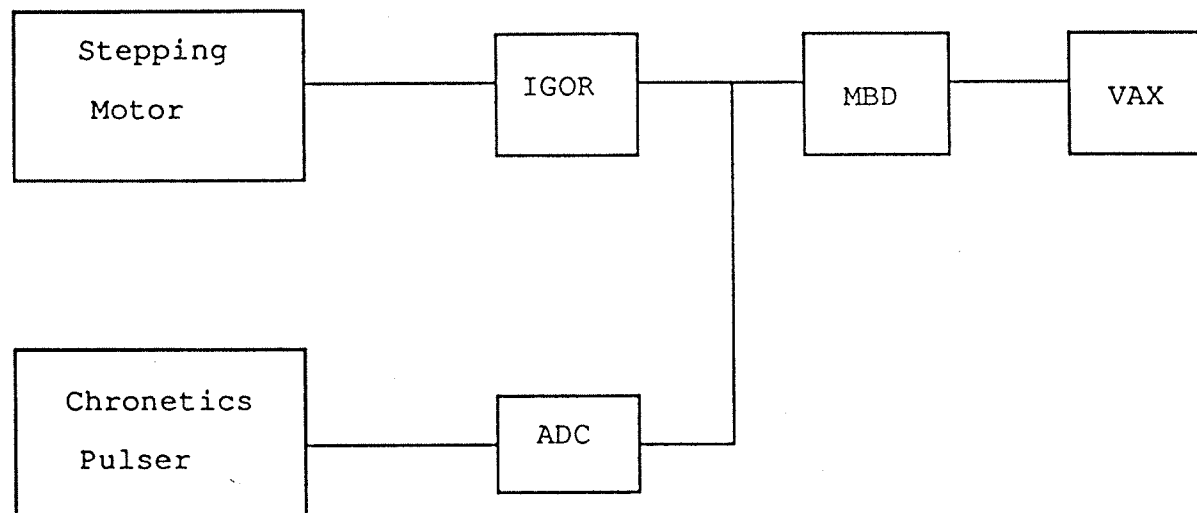 Stepping
Motor
IGOR
MBD
VAX
Chronetics
Pulser
ADC